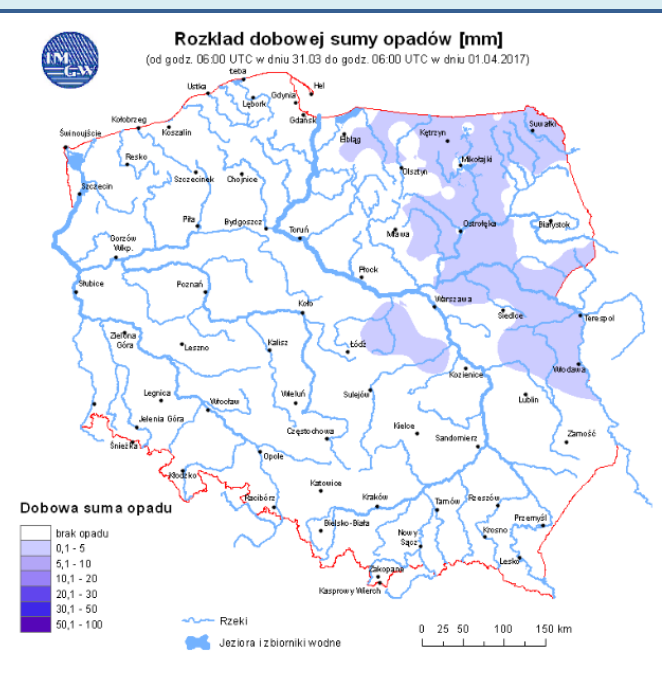 IM
GW
Rozkład dobowej sumy opadów [mm]
(od godz. 06:00 UTC w dniu 31.03 do godz. 06:00 UTC w dniu 01.04.2017)
Łeba
Hel
Ustka
Gdynia
Lębork
Gdańsk
Kołobrzeg
Koszalin
Świnoujście
Elbląg
Kętrzyn
Suwałki
Resko
Szczecinek
Chojnice
Olsztyn
Mikołajki
Szczecin
Piła
Bydgoszcz
Toruń
Mława
Ostrołęka
Białystok
Gorzów
Wlkp.
Płock
Słubice
Poznań
Koło
Warszawa
Siedlce
Terespol
Zielona
Góra
Leszno
Kalisz
Łódź
Włodawa
Kozienice
Legnica
Wrocław
Wieluń
Sulejów
Lublin
Jelenia Góra
Częstochowa
Kielce
Sandomierz
Zamość
Śnieżka
Opole
Kłodzko
Katowice
Racibórz
Kraków
Tarnów
Rzeszów
Bielsko-Biała
Przemyśl
Nowy
Sącz
Krosno
Lesko
Zakopane
Kasprowy Wierch
Dobowa suma opadu
brak opadu
0,1 - 5
5,1 - 10
10,1 - 20
20,1 - 30
30,1 - 50
50,1 - 100
Rzeki
Jeziora i zbiorniki wodne
0 25 50 100 150 km